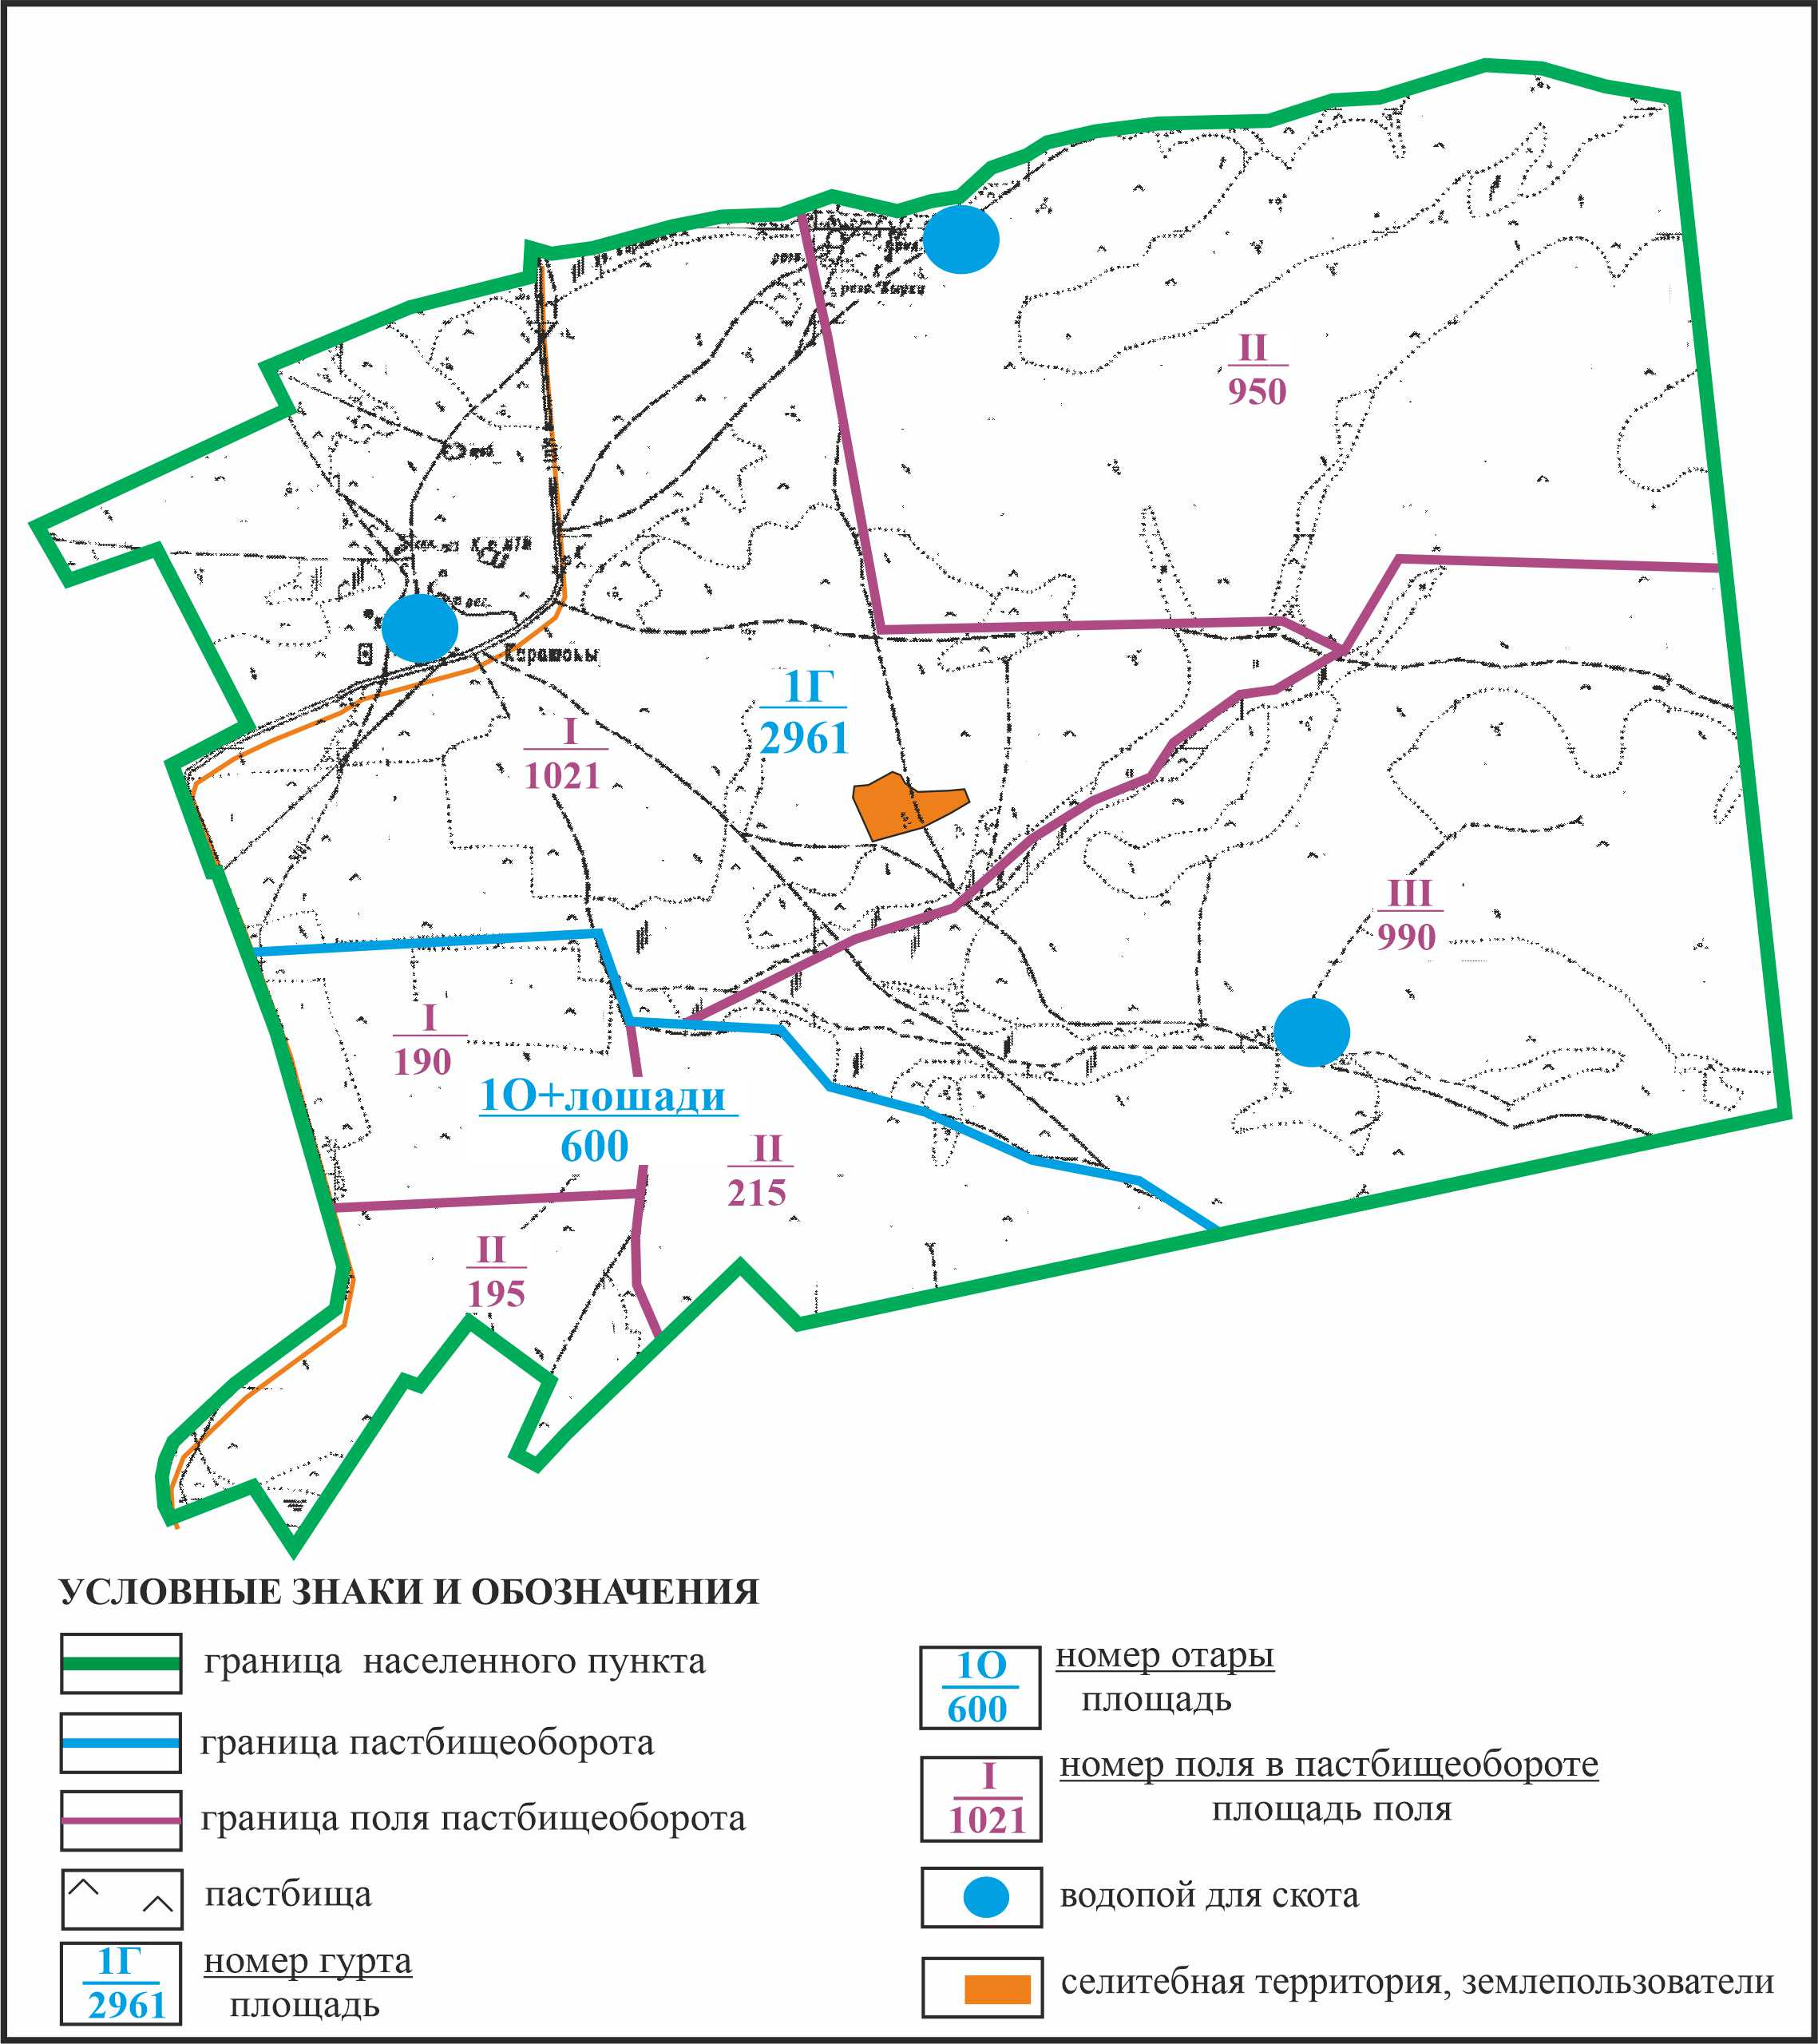 II
950
1Г
2961
Карашокы
I
1021
III
990
I
190
1О+лошади
600
II
215
II
195
УСЛОВНЫЕ ЗНАКИ И ОБОЗНАЧЕНИЯ
граница населенного пункта
граница пастбищеоборота
граница поля пастбищеоборота
пастбища
1Г
2961
номер гурта
площадь
1О
600
номер отары
площадь
I
1021
номер поля в пастбищеобороте
площадь поля
водопой для скота
селитебная территория, землепользователи